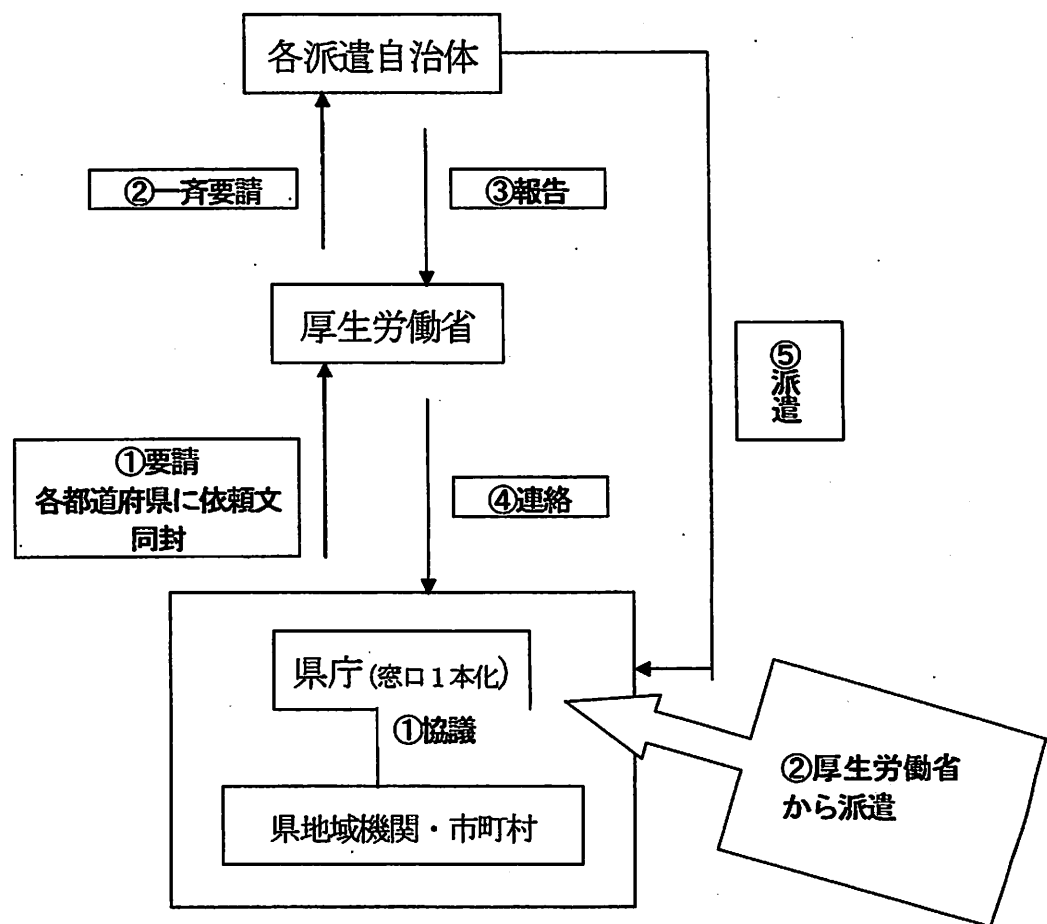 各派遣自治体
②一斉要請
③報告
厚生労働省
⑤派遣
①要請
各都道府県に依頼文
同封
④連絡
県庁(窓口1本化)
①協議
②厚生労働省
から派遣
県地域機関・市町村